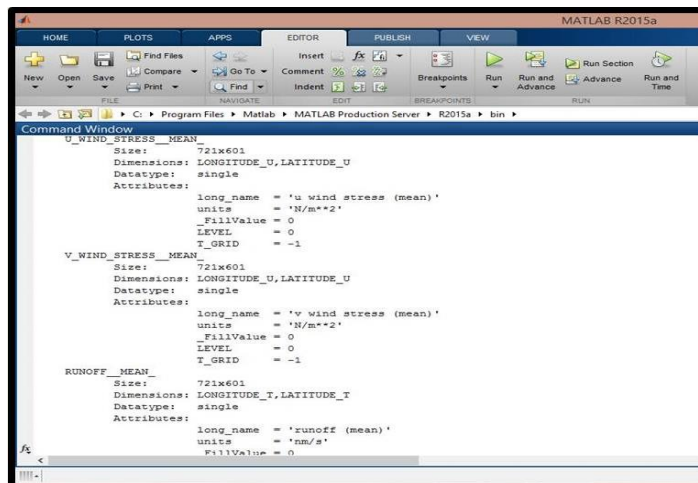 MATLAB R2015a
HOME PLOTS APPS EDITOR PUBLISH VIEW
New Open Save Find Files Compare Print
Go To Find
Insert fx
Comment
Indent
Breakpoints
Run Run and Advance Run Section Advance Run and Time
FILE NAVIGATE EDIT BREAKPOINTS RUN
C: Program Files Matlab MATLAB Production Server R2015a bin
Command Window
U_WIND_STRESS__MEAN_
Size: 721x601
Dimensions: LONGITUDE_U,LATITUDE_U
Datatype: single
Attributes:
long_name = 'u wind stress (mean)'
units = 'N/m**2'
_FillValue = 0
LEVEL = 0
T_GRID = -1
V_WIND_STRESS__MEAN_
Size: 721x601
Dimensions: LONGITUDE_U,LATITUDE_U
Datatype: single
Attributes:
long_name = 'v wind stress (mean)'
units = 'N/m**2'
_FillValue = 0
LEVEL = 0
T_GRID = -1
RUNOFF__MEAN_
Size: 721x601
Dimensions: LONGITUDE_T,LATITUDE_T
Datatype: single
Attributes:
long_name = 'runoff (mean)'
units = 'nm/s'
_FillValue = 0
fx